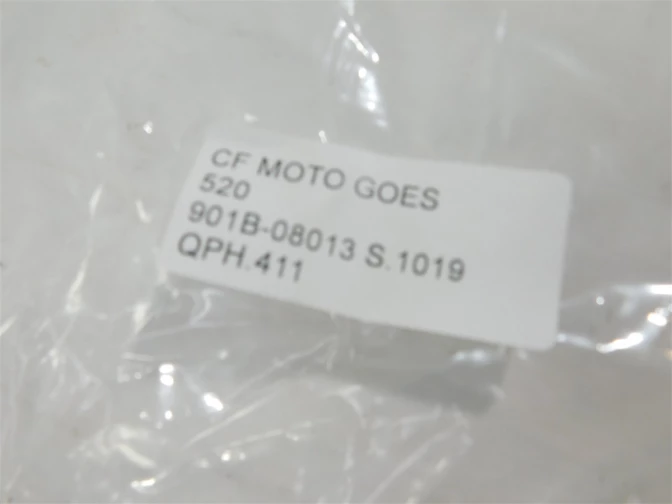 CF MOTO GOES
520
901B-08013 S.1019
QPH.411